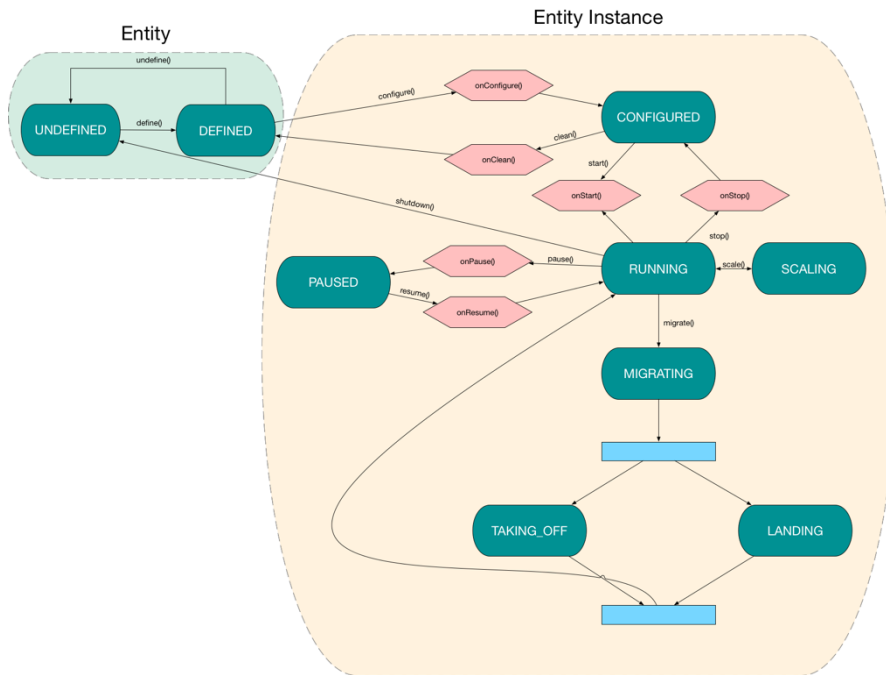 Entity Instance
Entity
undefine()
configure()
onConfigure()
UNDEFINED
define()
DEFINED
CONFIGURED
clean()
onClean()
start()
onStart()
onStop()
shutdown()
stop()
onPause()
pause()
RUNNING
scale()
SCALING
PAUSED
resume()
onResume()
migrate()
MIGRATING
TAKING_OFF
LANDING